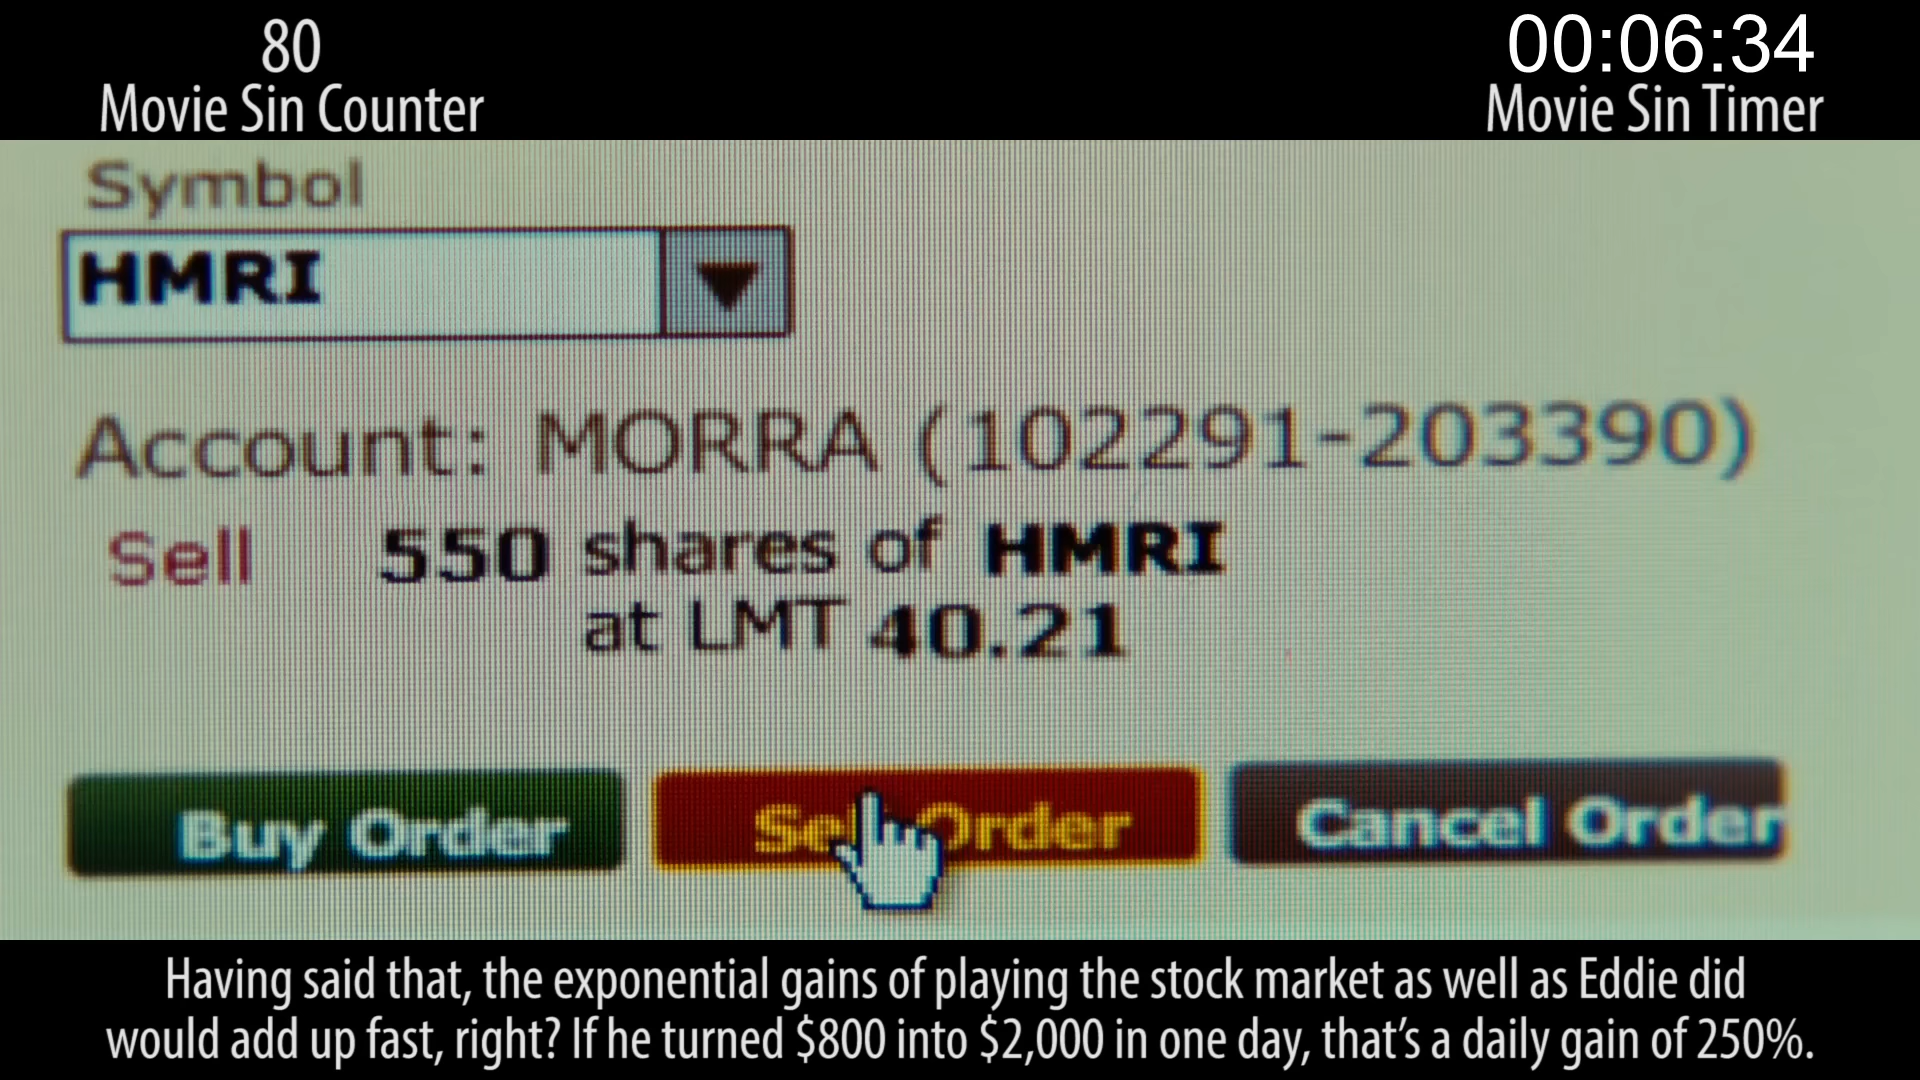 80
Movie Sin Counter
00:06:34
Movie Sin Timer
Symbol
HMRI
Account: MORRA (102291-203390)
Sell 550 shares of HMRI
at LMT 40.21
Buy Order
Sell Order
Cancel Order
Having said that, the exponential gains of playing the stock market as well as Eddie did
would add up fast, right? If he turned $800 into $2,000 in one day, that's a daily gain of 250%.